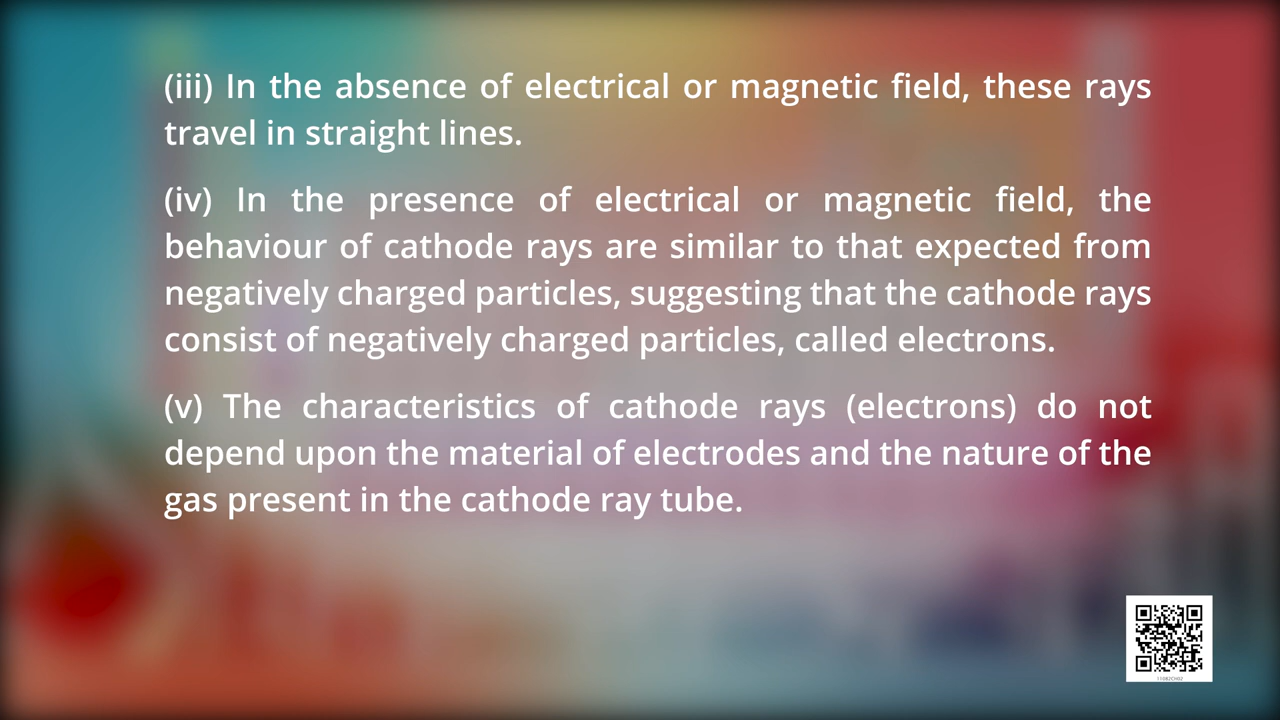 (iii) In the absence of electrical or magnetic field, these rays
travel in straight lines.
(iv) In the presence of electrical or magnetic field, the
behaviour of cathode rays are similar to that expected from
negatively charged particles, suggesting that the cathode rays
consist of negatively charged particles, called electrons.
(v) The characteristics of cathode rays (electrons) do not
depend upon the material of electrodes and the nature of the
gas present in the cathode ray tube.